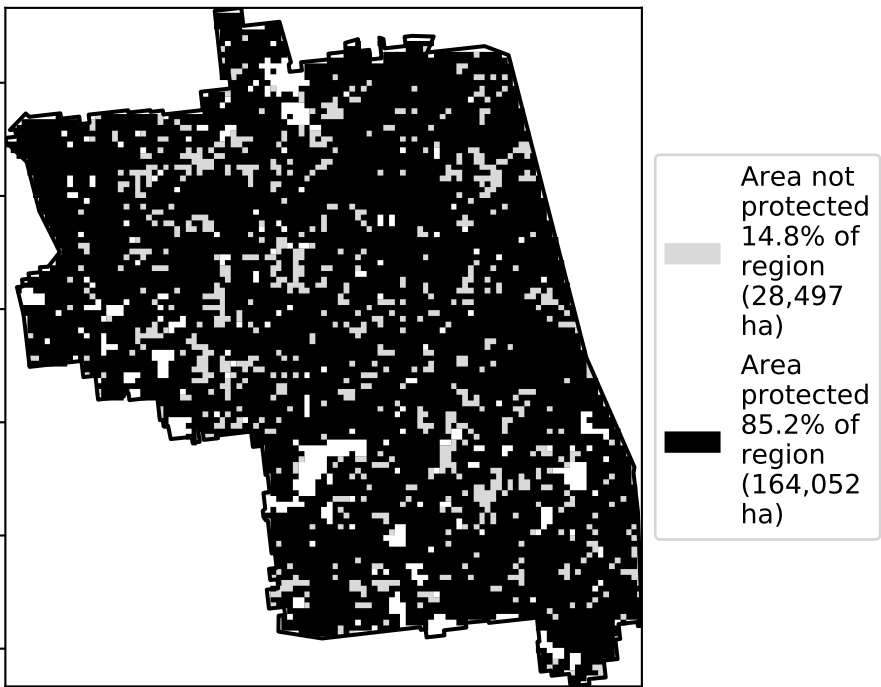 Area not
protected
14.8% of
region
(28,497
ha)
Area
protected
85.2% of
region
(164,052
ha)